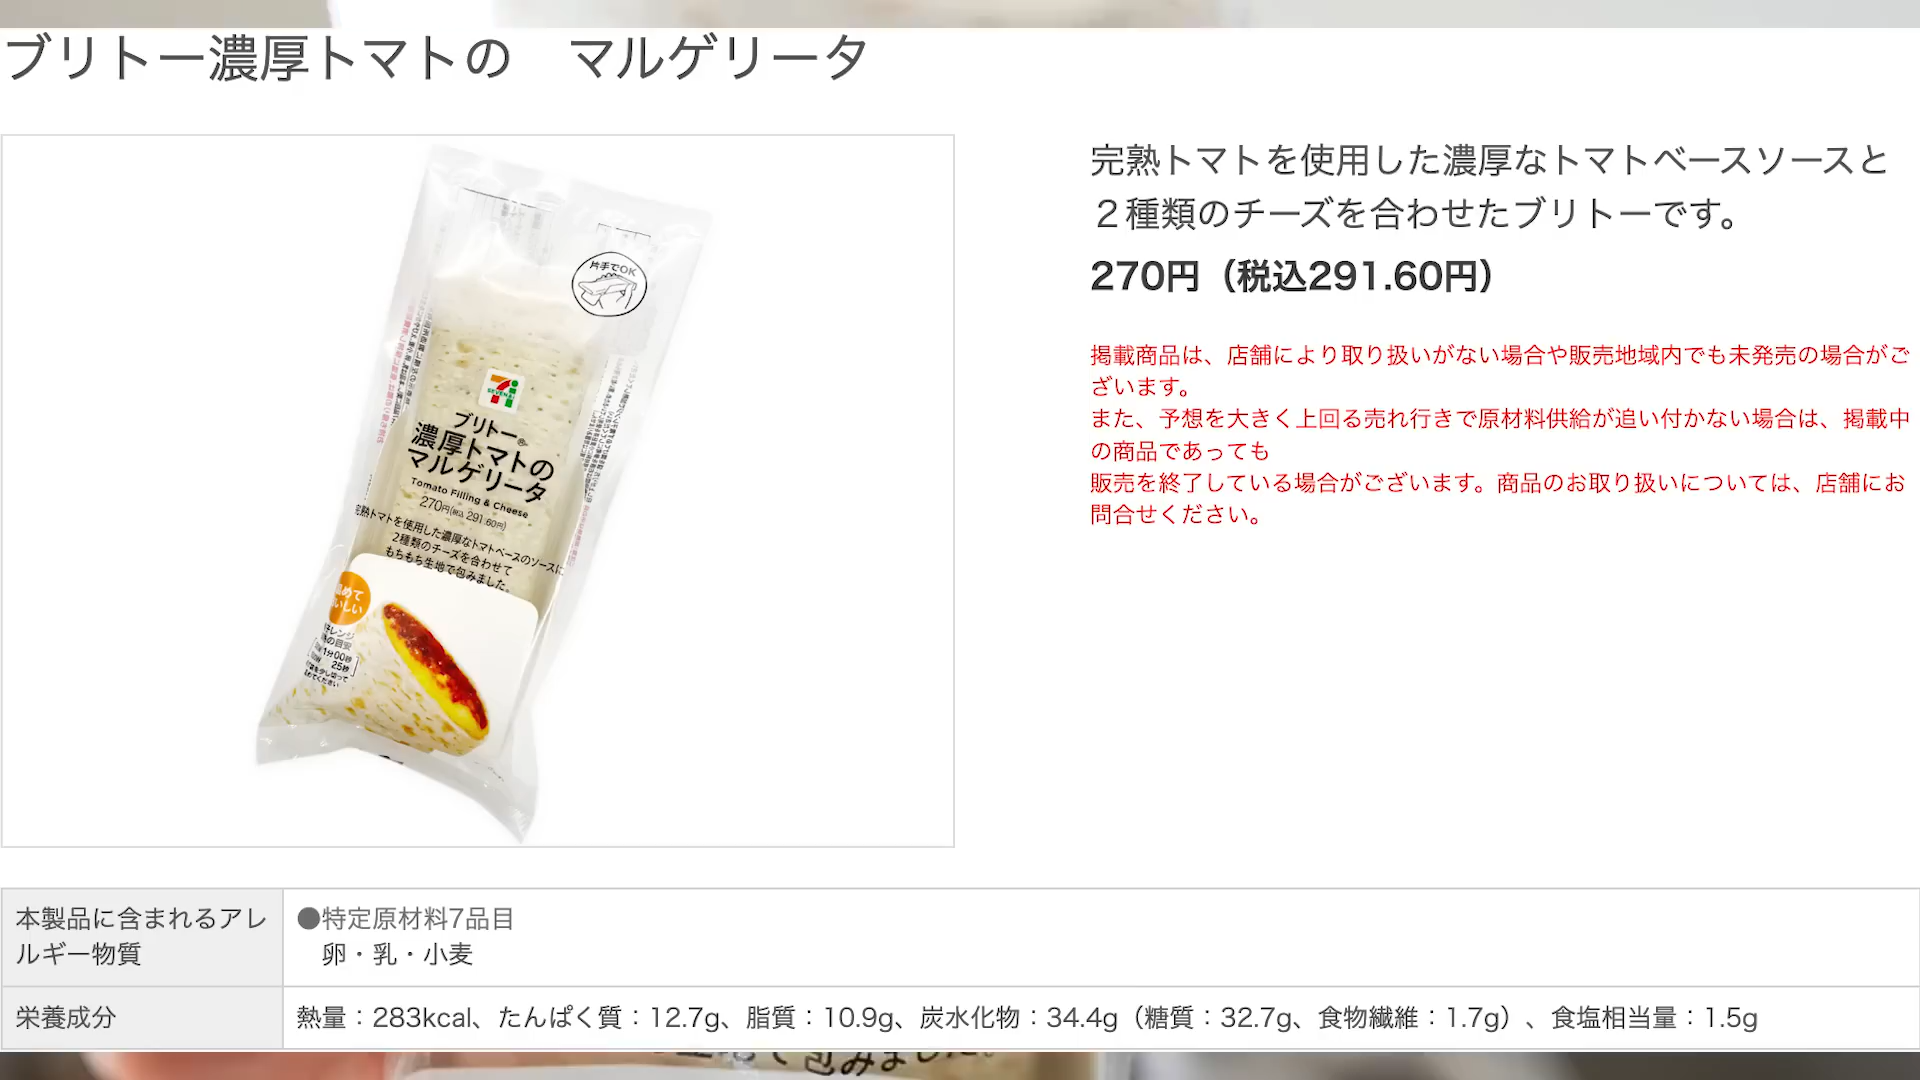 ブリトー濃厚トマトの　マルゲリータ
完熟トマトを使用した濃厚なトマトベースソースと
２種類のチーズを合わせたブリトーです。
270円（税込291.60円）
掲載商品は、店舗により取り扱いがない場合や販売地域内でも未発売の場合がご
ざいます。
また、予想を大きく上回る売れ行きで原材料供給が追い付かない場合は、掲載中
の商品であっても
販売を終了している場合がございます。商品のお取り扱いについては、店舗にお
問合せください。
片手でOK
ブリトー®
濃厚トマトの
マルゲリータ
Tomato Filling & Cheese
270円(税込 291.60円)
完熟トマトを使用した濃厚なトマトベースのソースに
2種類のチーズを合わせて
もちもち生地で包みました。
1分00秒
25秒
本製品に含まれるアレ
ルギー物質
●特定原材料7品目
卵・乳・小麦
栄養成分
熱量：283kcal、たんぱく質：12.7g、脂質：10.9g、炭水化物：34.4g（糖質：32.7g、食物繊維：1.7g）、食塩相当量：1.5g
包みました。